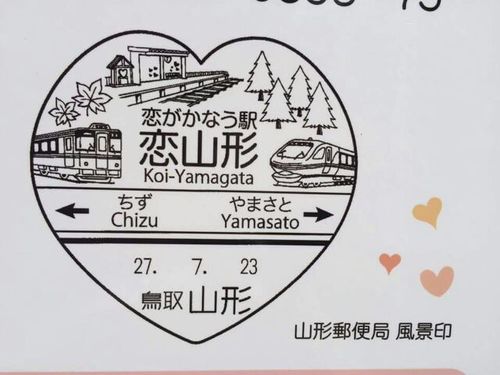 恋がかなう駅
恋山形
Koi-Yamagata
ちず
Chizu
やまさと
Yamasato
27. 7. 23
鳥取 山形
山形郵便局 風景印